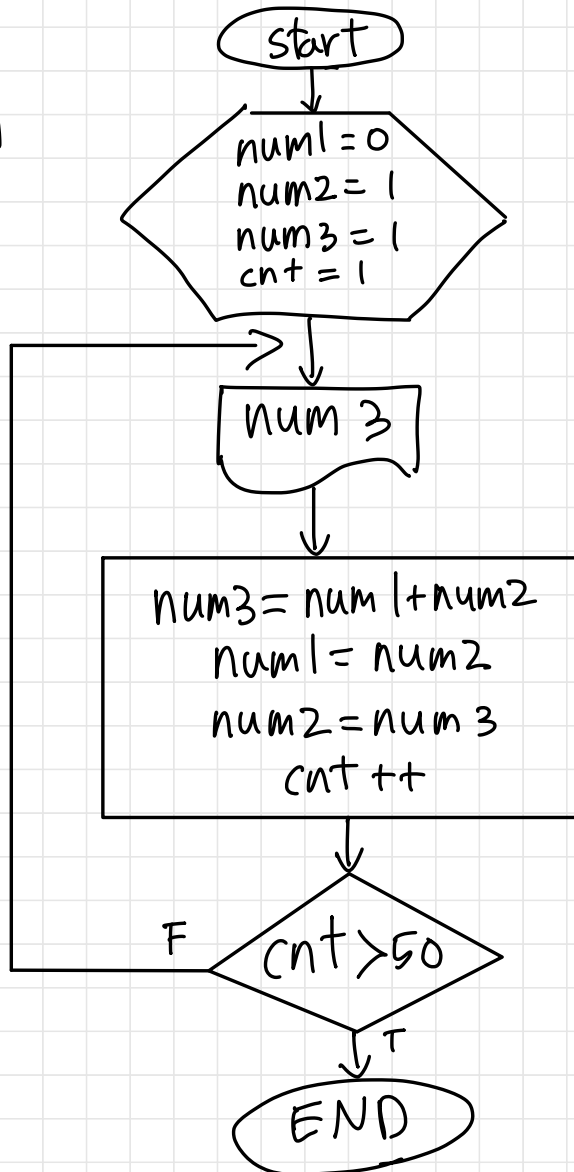 start
num1 = 0
num2 = 1
num3 = 1
cnt = 1
num 3
num3 = num1+num2
num1 = num2
num2 = num3
cnt ++
F
cnt>50
T
END